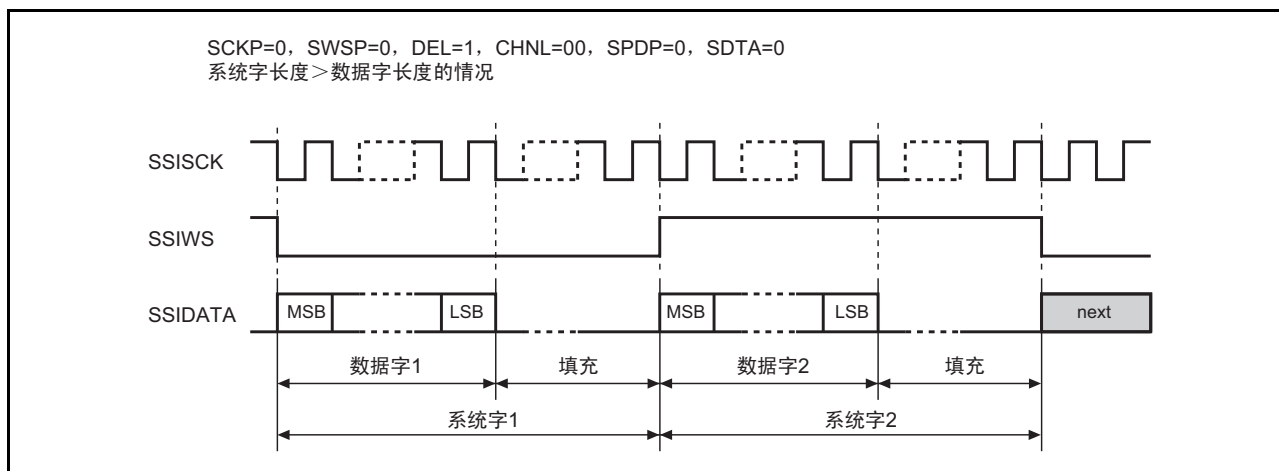 SCKP=0，SWSP=0，DEL=1，CHNL=00，SPDP=0，SDTA=0
系统字长度＞数据字长度的情况
SSISCK
SSIWS
SSIDATA
MSB
LSB
MSB
LSB
next
数据字1
填充
数据字2
填充
系统字1
系统字2